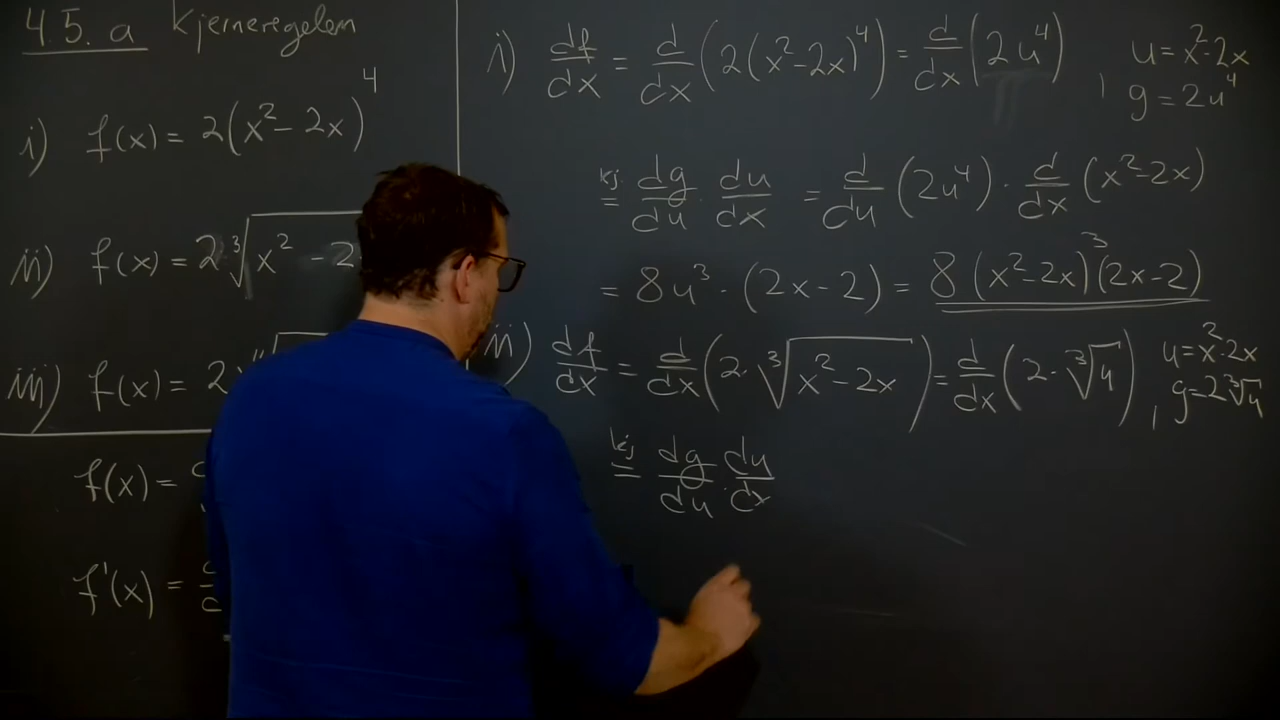 4.5. a kjerneregelen
i) f(x) = 2(x² - 2x)⁴
ii) f(x) = 2 ∛(x² - 2
iii) f(x) = 2
f(x) =
f'(x) =
i) df/dx = d/dx (2(x²-2x)⁴) = d/dx (2u⁴) , u = x²-2x
g = 2u⁴
kj = dg/du · du/dx = d/du (2u⁴) · d/dx (x²-2x)
= 8u³ · (2x-2) = 8(x²-2x)³(2x-2)
ii) df/dx = d/dx (2·∛(x²-2x)) = d/dx (2·∛u) , u = x²-2x
g = 2∛u
kj = dg/du · du/dx